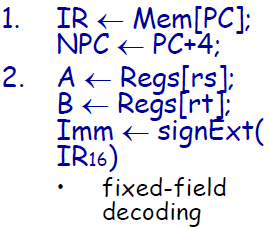 1. IR ← Mem[PC];
NPC ← PC+4;
2. A ← Regs[rs];
B ← Regs[rt];
Imm ← signExt(
IR16)
• fixed-field
decoding